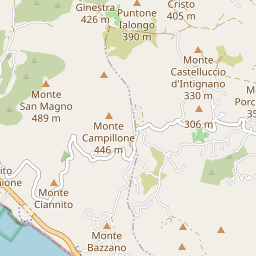 Ginestra
426 m
Puntone
Ialongo
390 m
Cristo
405 m
Monte
Castelluccio
d'Intignano
330 m
Monte
San Magno
489 m
Monte
Campillone
446 m
306 m
Monte
Ciannito
Monte
Bazzano